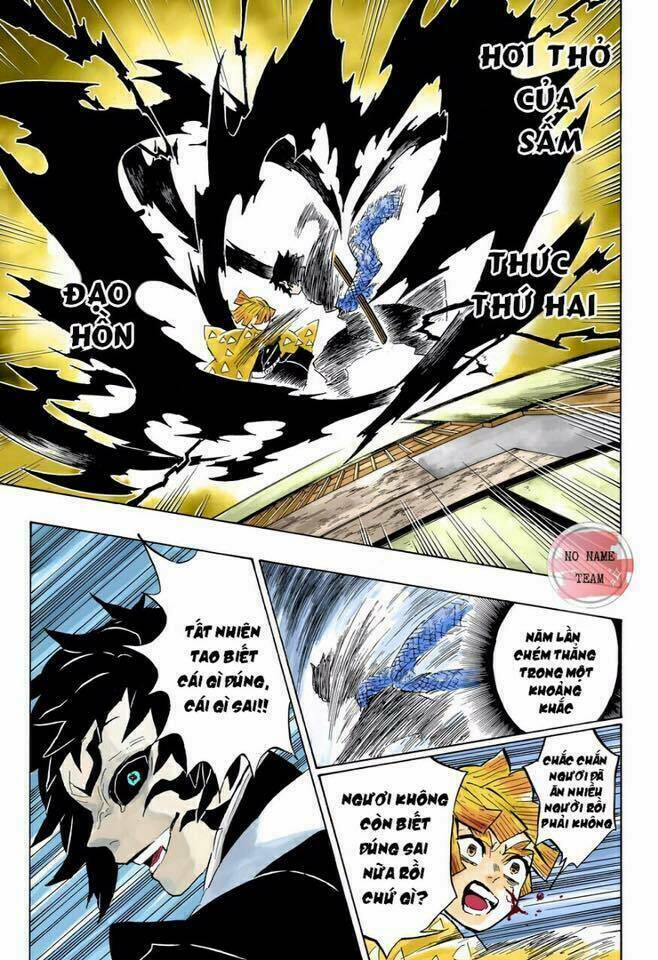 HƠI THỞ
CỦA
SẤM
THỨC
THỨ HAI
ĐẠO
HỒN
NO NAME
TEAM
NĂM LẦN
CHÉM THẲNG
TRONG MỘT
KHOẢNG
KHẮC
TẤT NHIÊN
TAO BIẾT
CÁI GÌ ĐÚNG,
CÁI GÌ SAI!!
CHẮC CHẮN
NGƯƠI ĐÃ
ĂN NHIỀU
NGƯỜI RỒI
PHẢI KHÔNG
NGƯƠI KHÔNG
CÒN BIẾT
ĐÚNG SAI
NỮA RỒI
CHỨ GÌ?